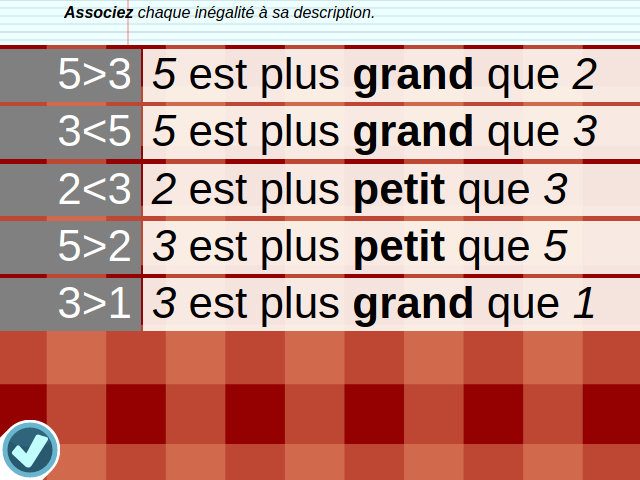 Associez chaque inégalité à sa description.
5>3 5 est plus grand que 2
3<5 5 est plus grand que 3
2<3 2 est plus petit que 3
5>2 3 est plus petit que 5
3>1 3 est plus grand que 1